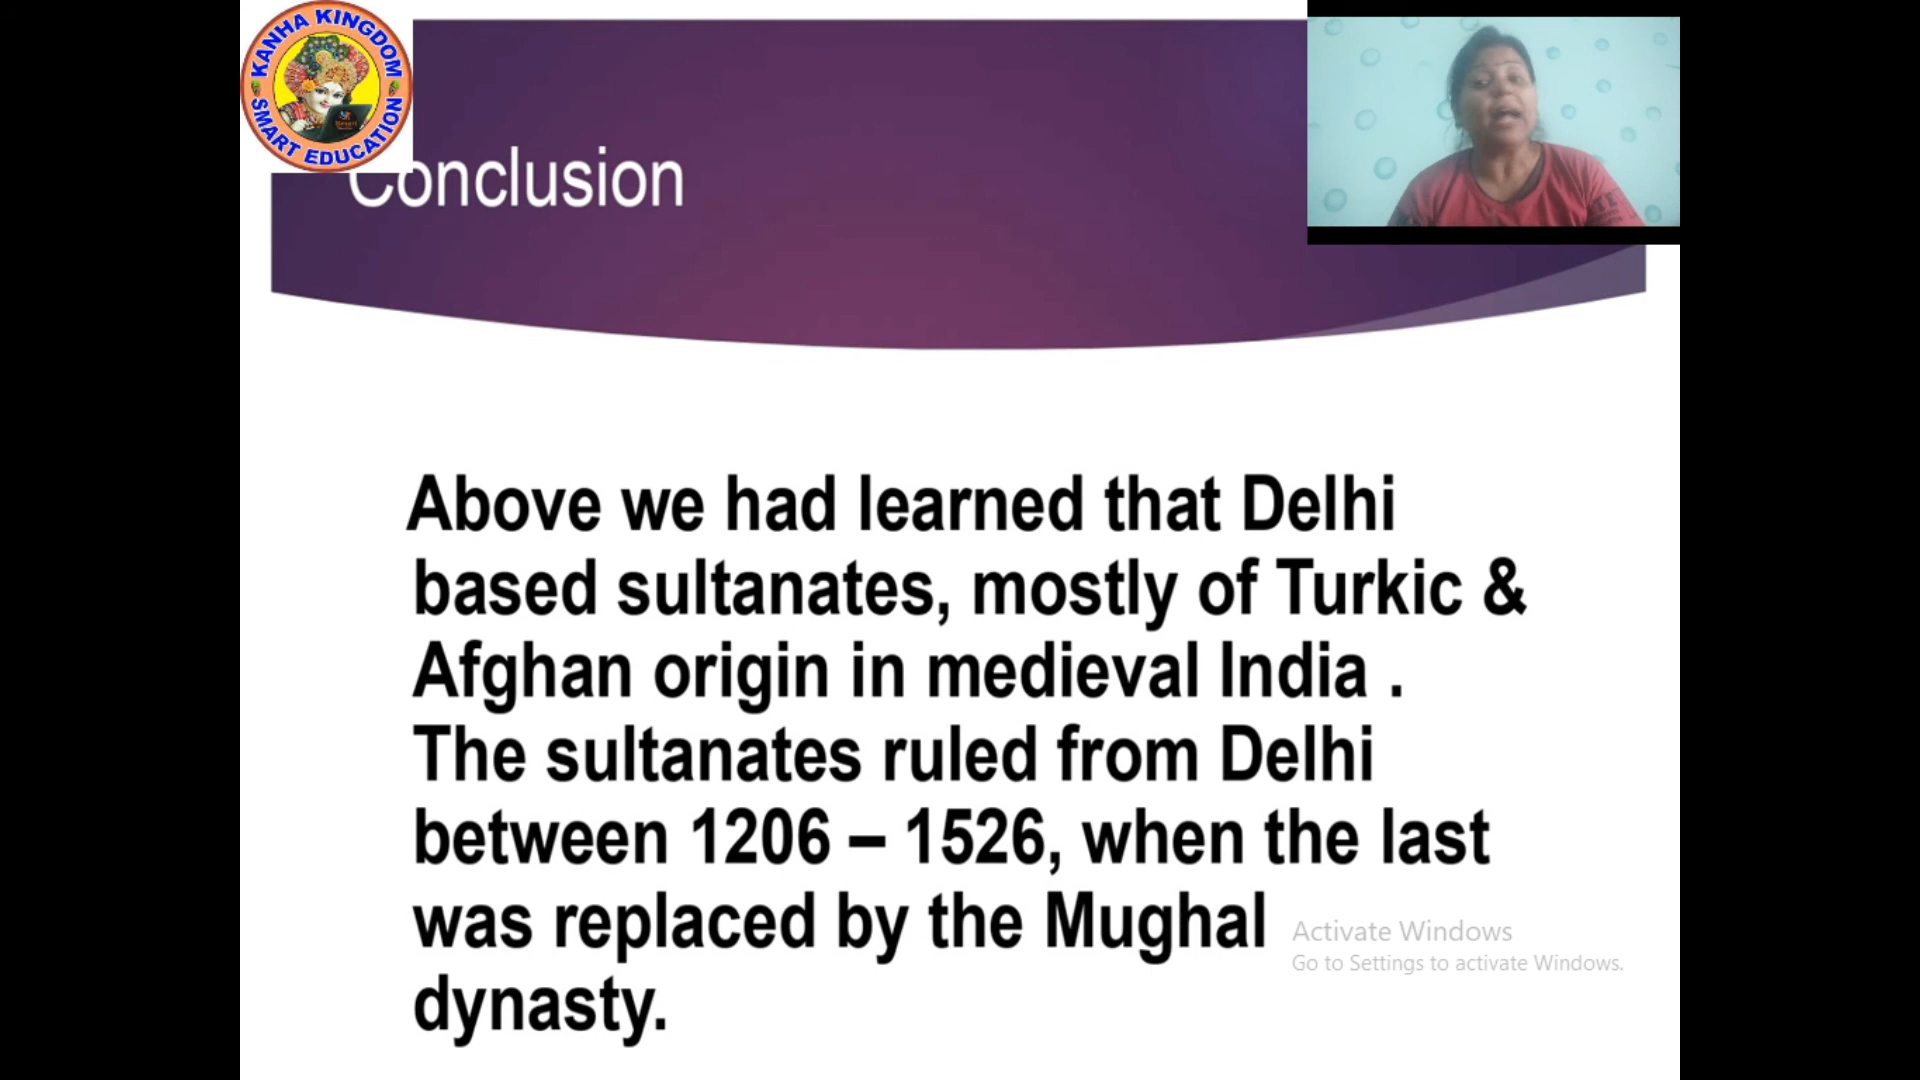 KANHA KINGDOM
SMART EDUCATION
Conclusion
Above we had learned that Delhi
based sultanates, mostly of Turkic &
Afghan origin in medieval India .
The sultanates ruled from Delhi
between 1206 – 1526, when the last
was replaced by the Mughal
dynasty.
Activate Windows
Go to Settings to activate Windows.